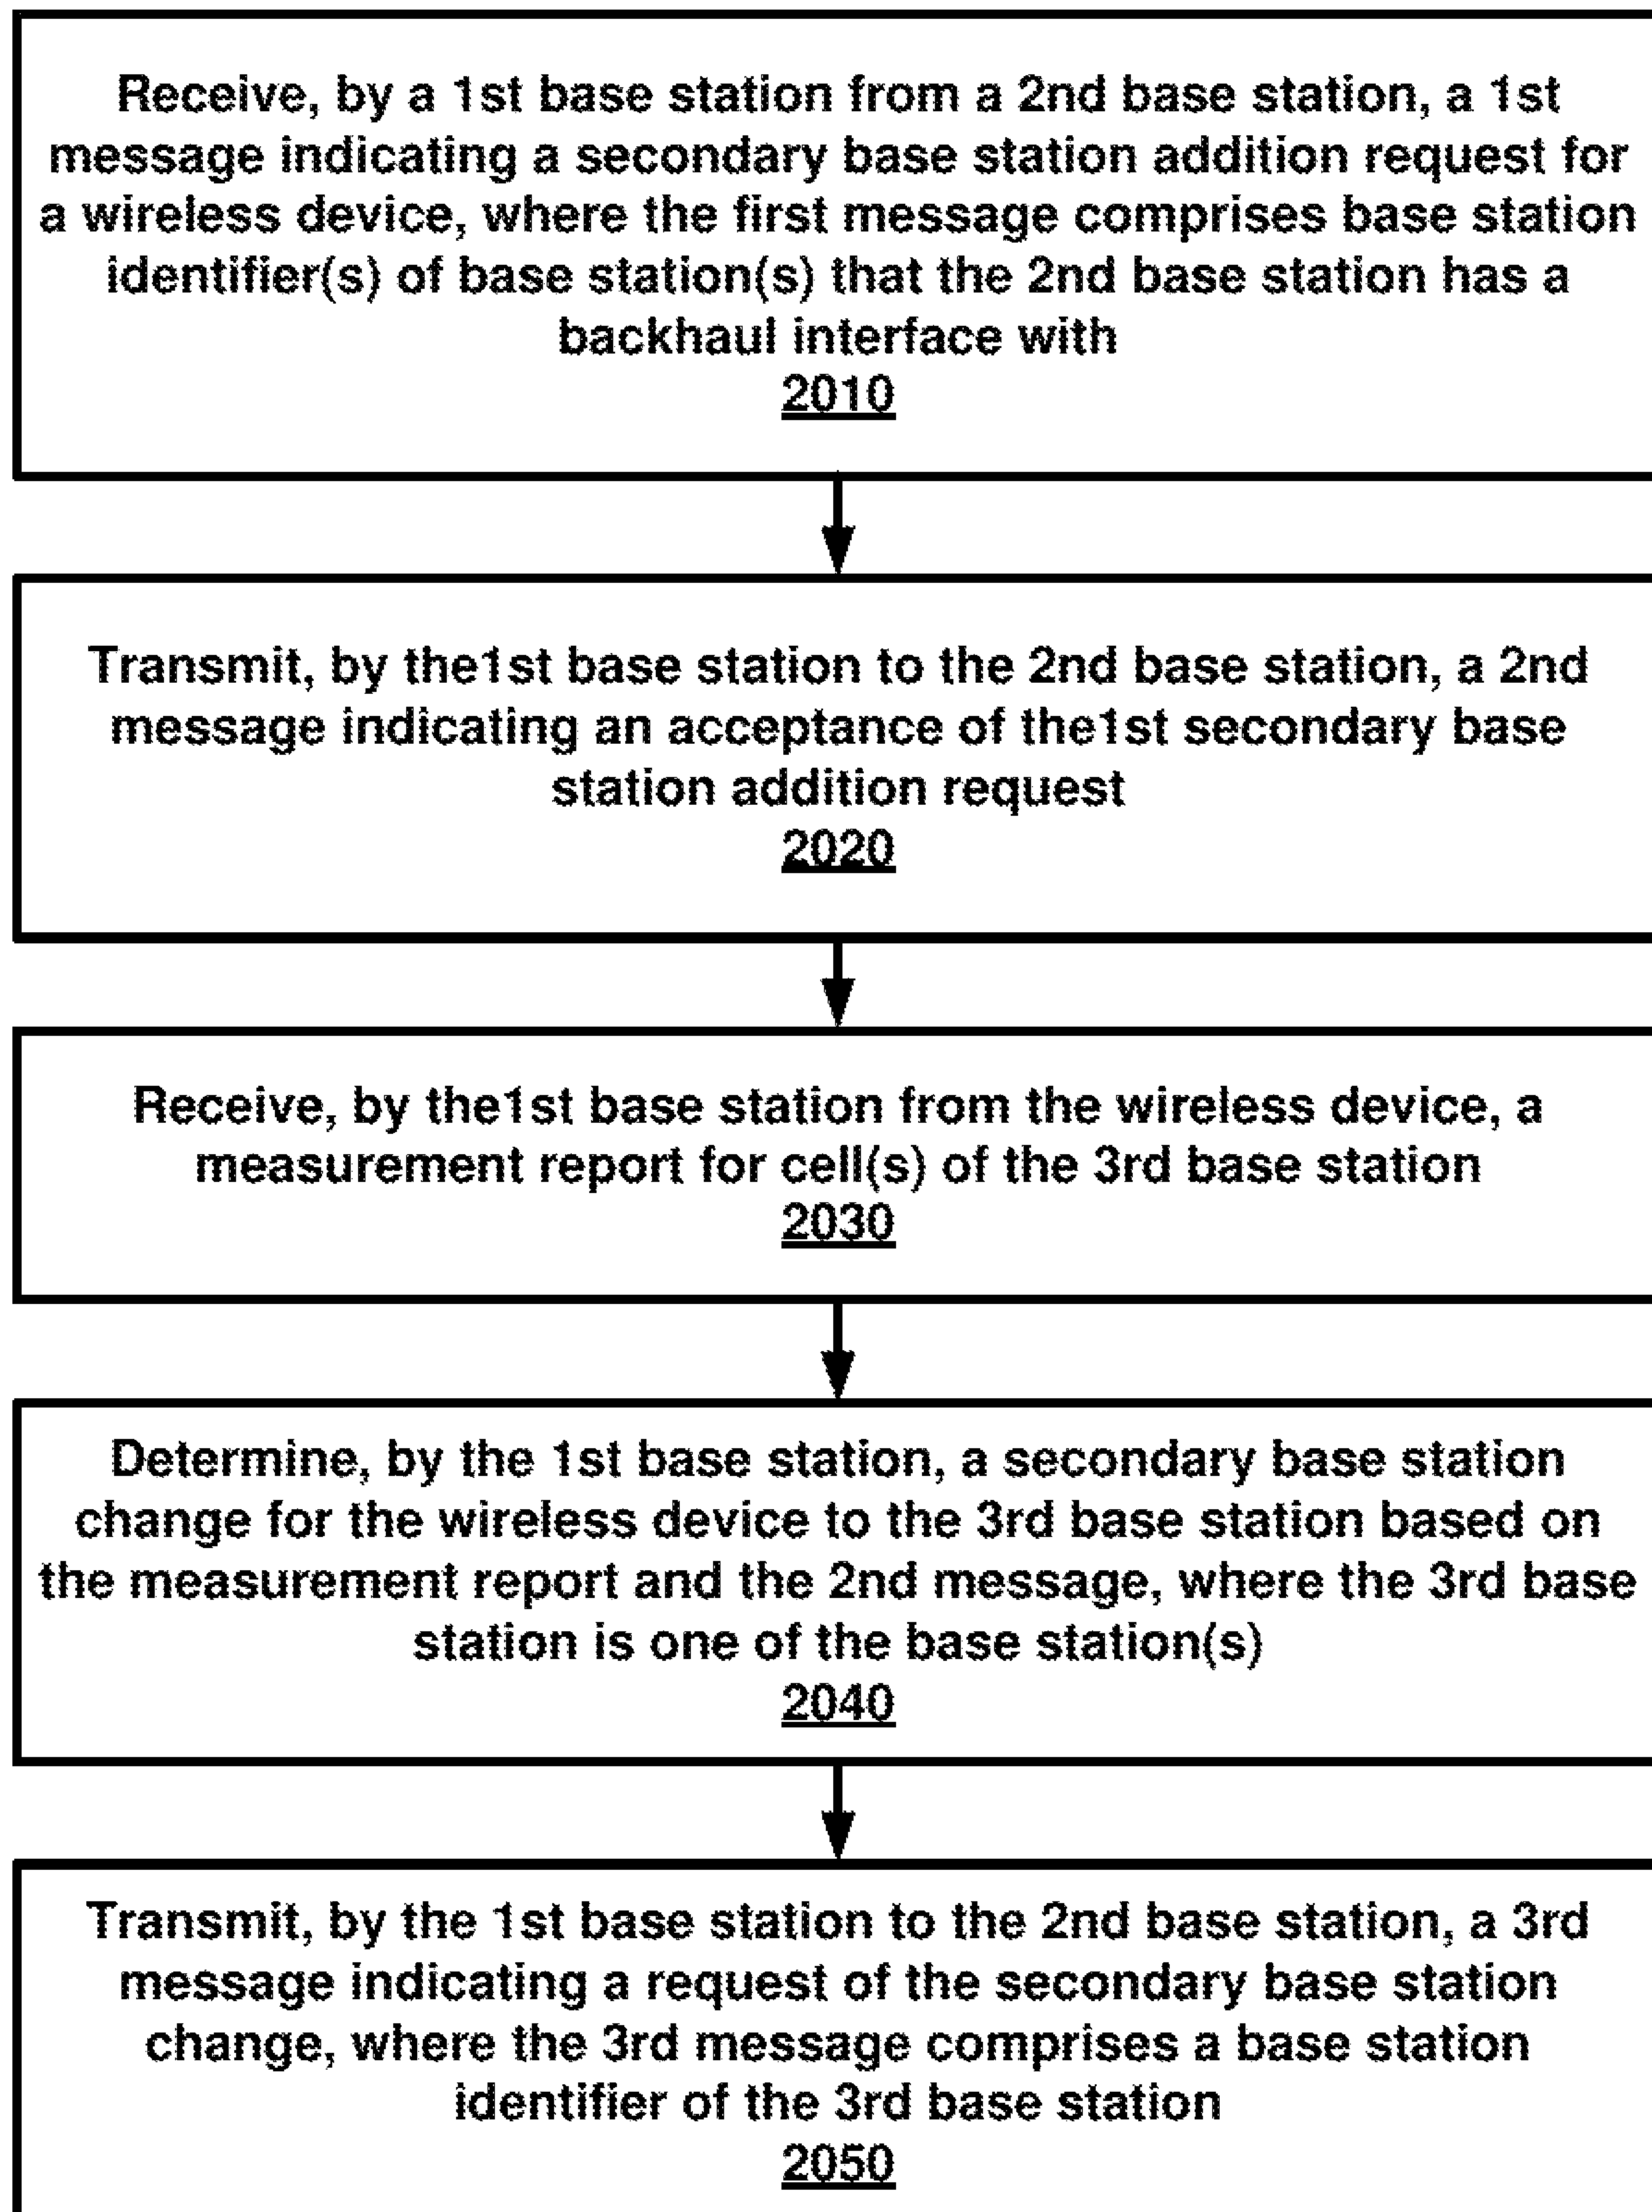 Receive, by a 1st base station from a 2nd base station, a 1st
message indicating a secondary base station addition request for
a wireless device, where the first message comprises base station
identifier(s) of base station(s) that the 2nd base station has a
backhaul interface with
2010
Transmit, by the1st base station to the 2nd base station, a 2nd
message indicating an acceptance of the1st secondary base
station addition request
2020
Receive, by the1st base station from the wireless device, a
measurement report for cell(s) of the 3rd base station
2030
Determine, by the 1st base station, a secondary base station
change for the wireless device to the 3rd base station based on
the measurement report and the 2nd message, where the 3rd base
station is one of the base station(s)
2040
Transmit, by the 1st base station to the 2nd base station, a 3rd
message indicating a request of the secondary base station
change, where the 3rd message comprises a base station
identifier of the 3rd base station
2050